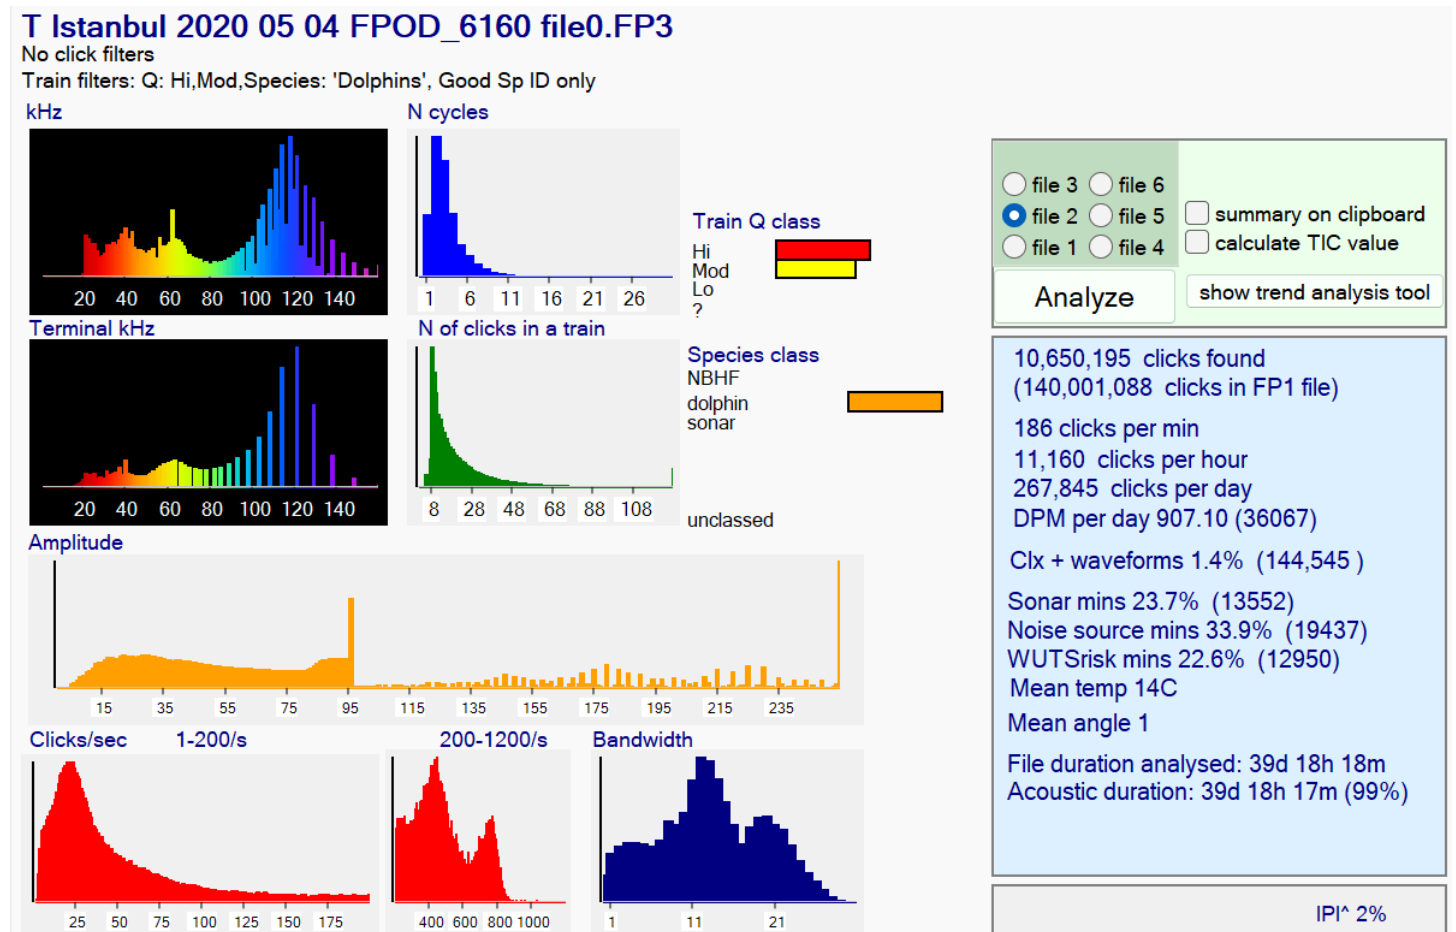 T Istanbul 2020 05 04 FPOD_6160 file0.FP3
No click filters
Train filters: Q: Hi,Mod,Species: 'Dolphins', Good Sp ID only
kHz
20 40 60 80 100 120 140
N cycles
1 6 11 16 21 26
Train Q class
Hi
Mod
Lo
?
Terminal kHz
20 40 60 80 100 120 140
N of clicks in a train
8 28 48 68 88 108
Species class
NBHF
dolphin
sonar
unclassed
Amplitude
15 35 55 75 95 115 135 155 175 195 215 235
Clicks/sec 1-200/s
25 50 75 100 125 150 175
200-1200/s
400 600 800 1000
Bandwidth
1 11 21
file 3 file 6
file 2 file 5
file 1 file 4
summary on clipboard
calculate TIC value
Analyze
show trend analysis tool
10,650,195 clicks found
(140,001,088 clicks in FP1 file)
186 clicks per min
11,160 clicks per hour
267,845 clicks per day
DPM per day 907.10 (36067)
Clx + waveforms 1.4% (144,545 )
Sonar mins 23.7% (13552)
Noise source mins 33.9% (19437)
WUTSrisk mins 22.6% (12950)
Mean temp 14C
Mean angle 1
File duration analysed: 39d 18h 18m
Acoustic duration: 39d 18h 17m (99%)
IPI^ 2%